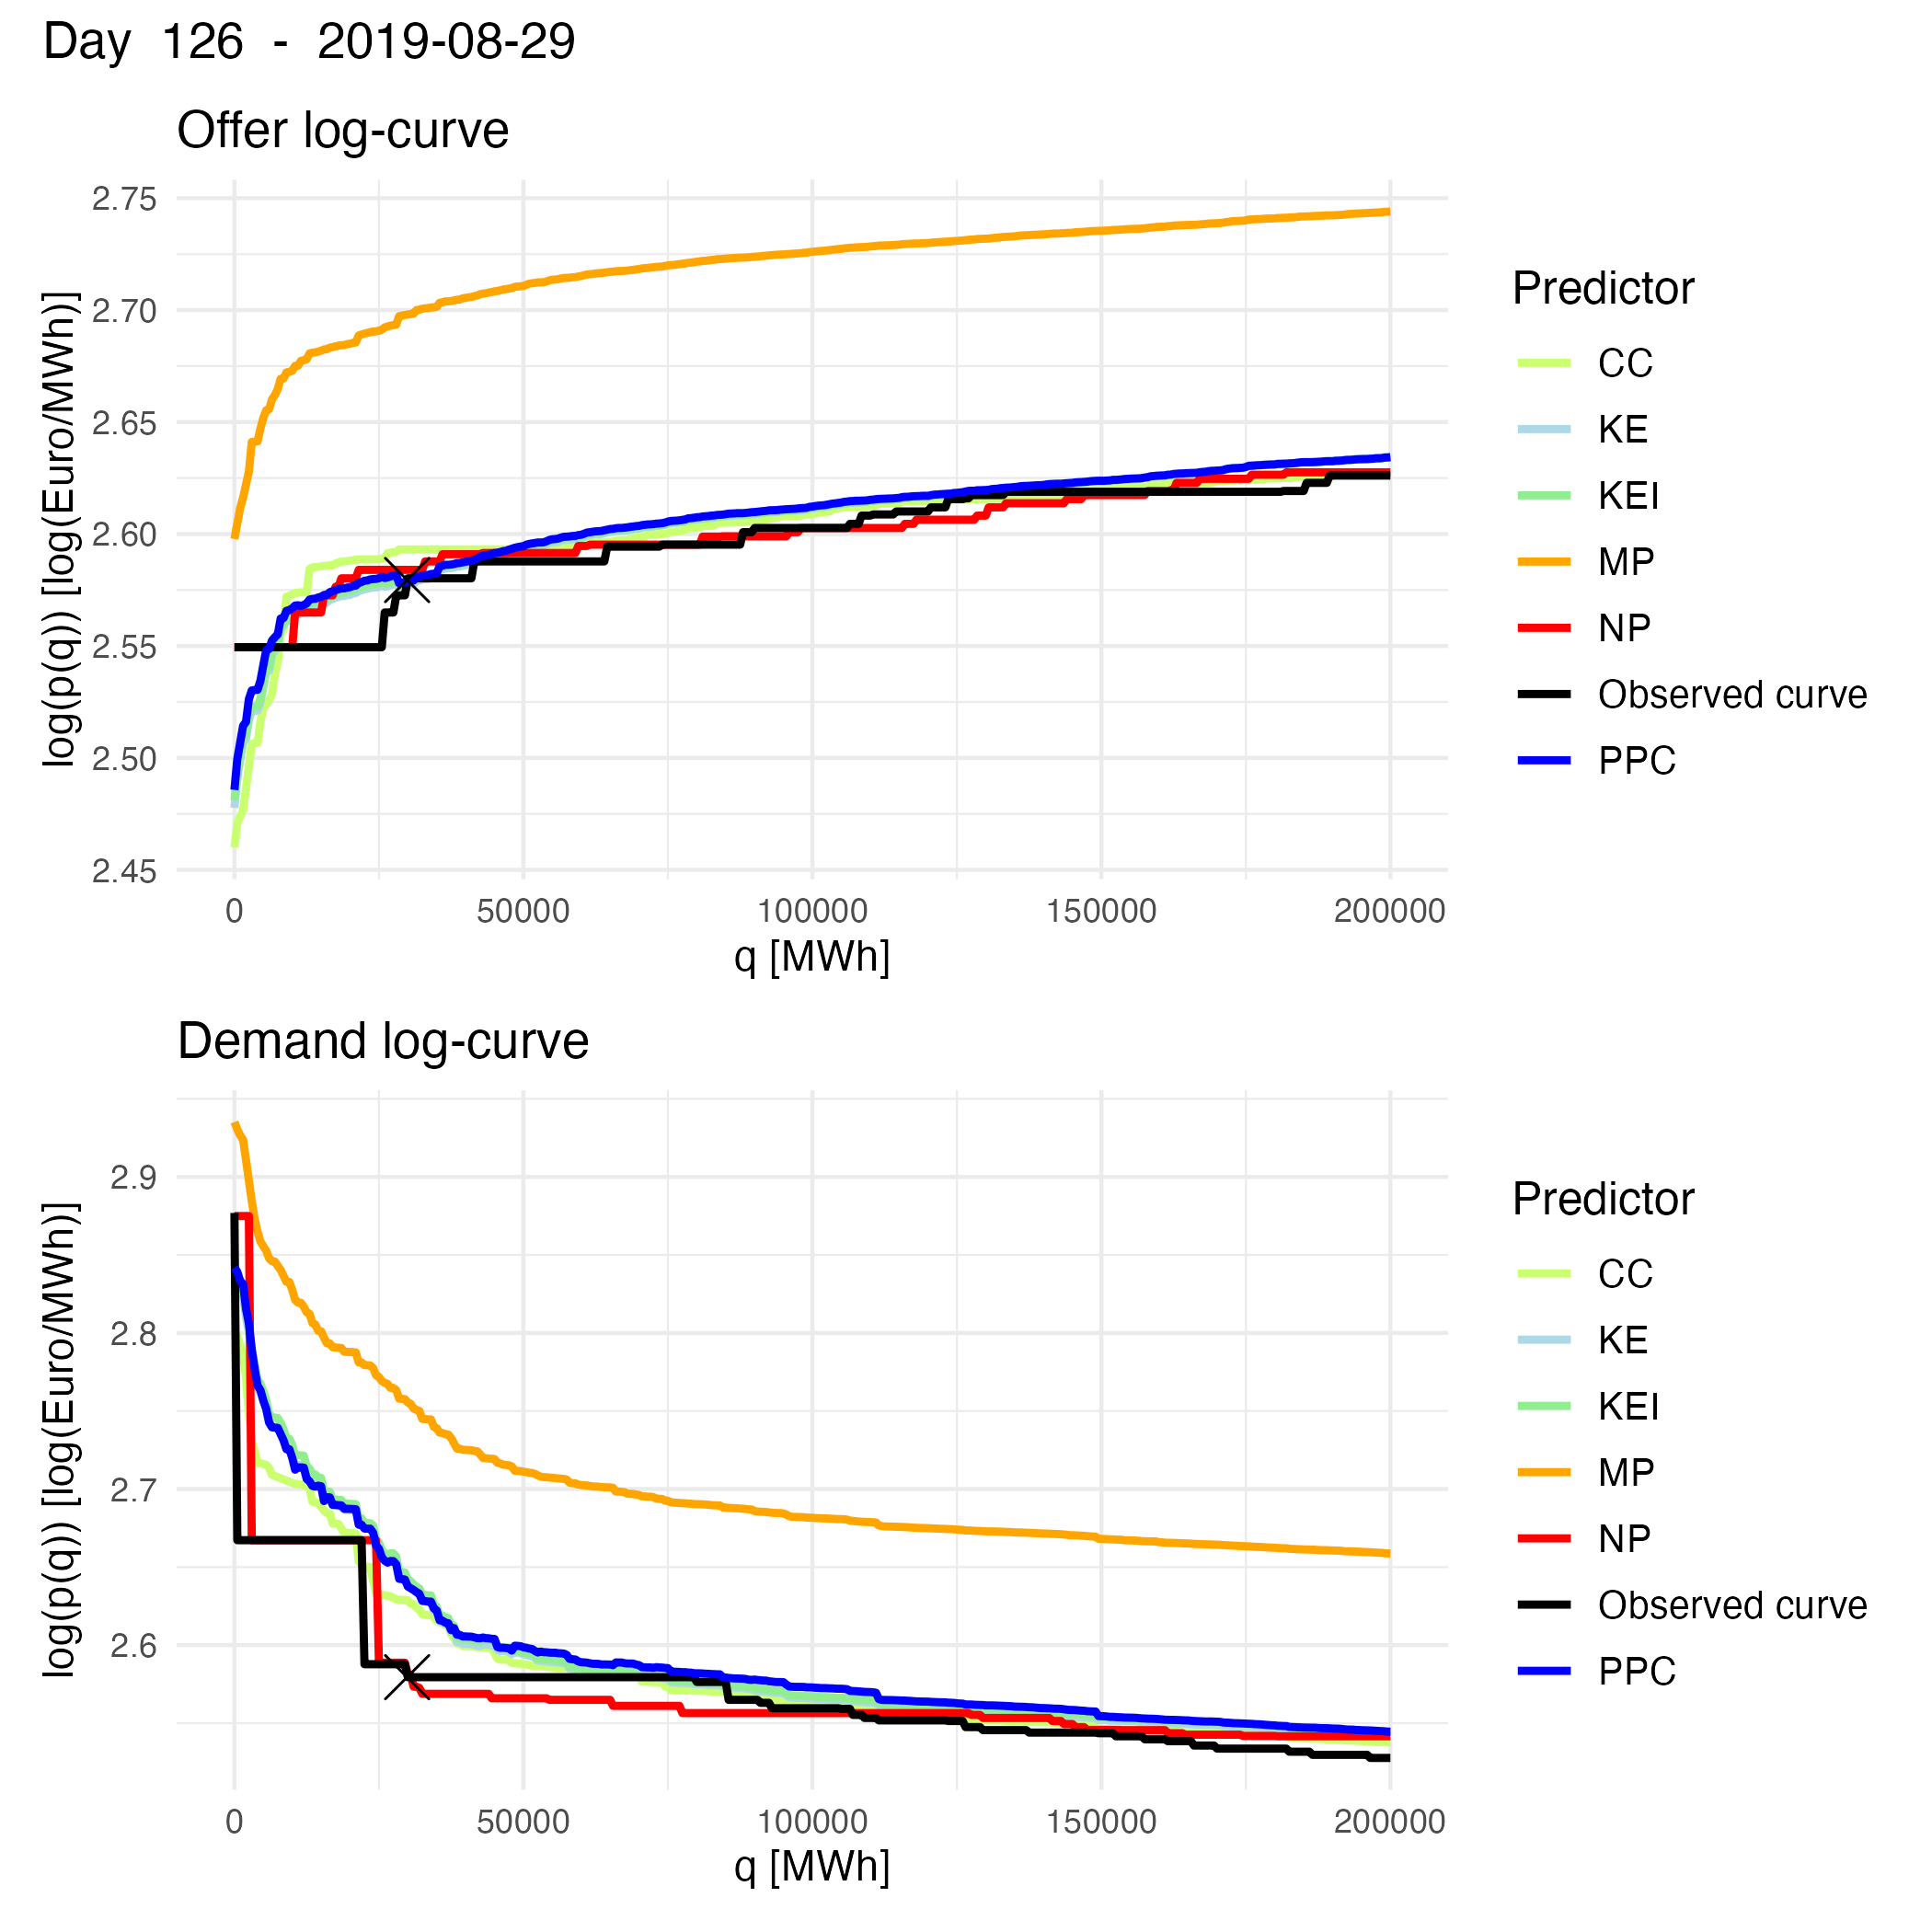 Day 126 - 2019-08-29
Offer log-curve
log(p(q)) [log(Euro/MWh)]
2.75
2.70
2.65
2.60
2.55
2.50
2.45
0
50000
100000
150000
200000
q [MWh]
Predictor
CC
KE
KEI
MP
NP
Observed curve
PPC
Demand log-curve
log(p(q)) [log(Euro/MWh)]
2.9
2.8
2.7
2.6
0
50000
100000
150000
200000
q [MWh]
Predictor
CC
KE
KEI
MP
NP
Observed curve
PPC